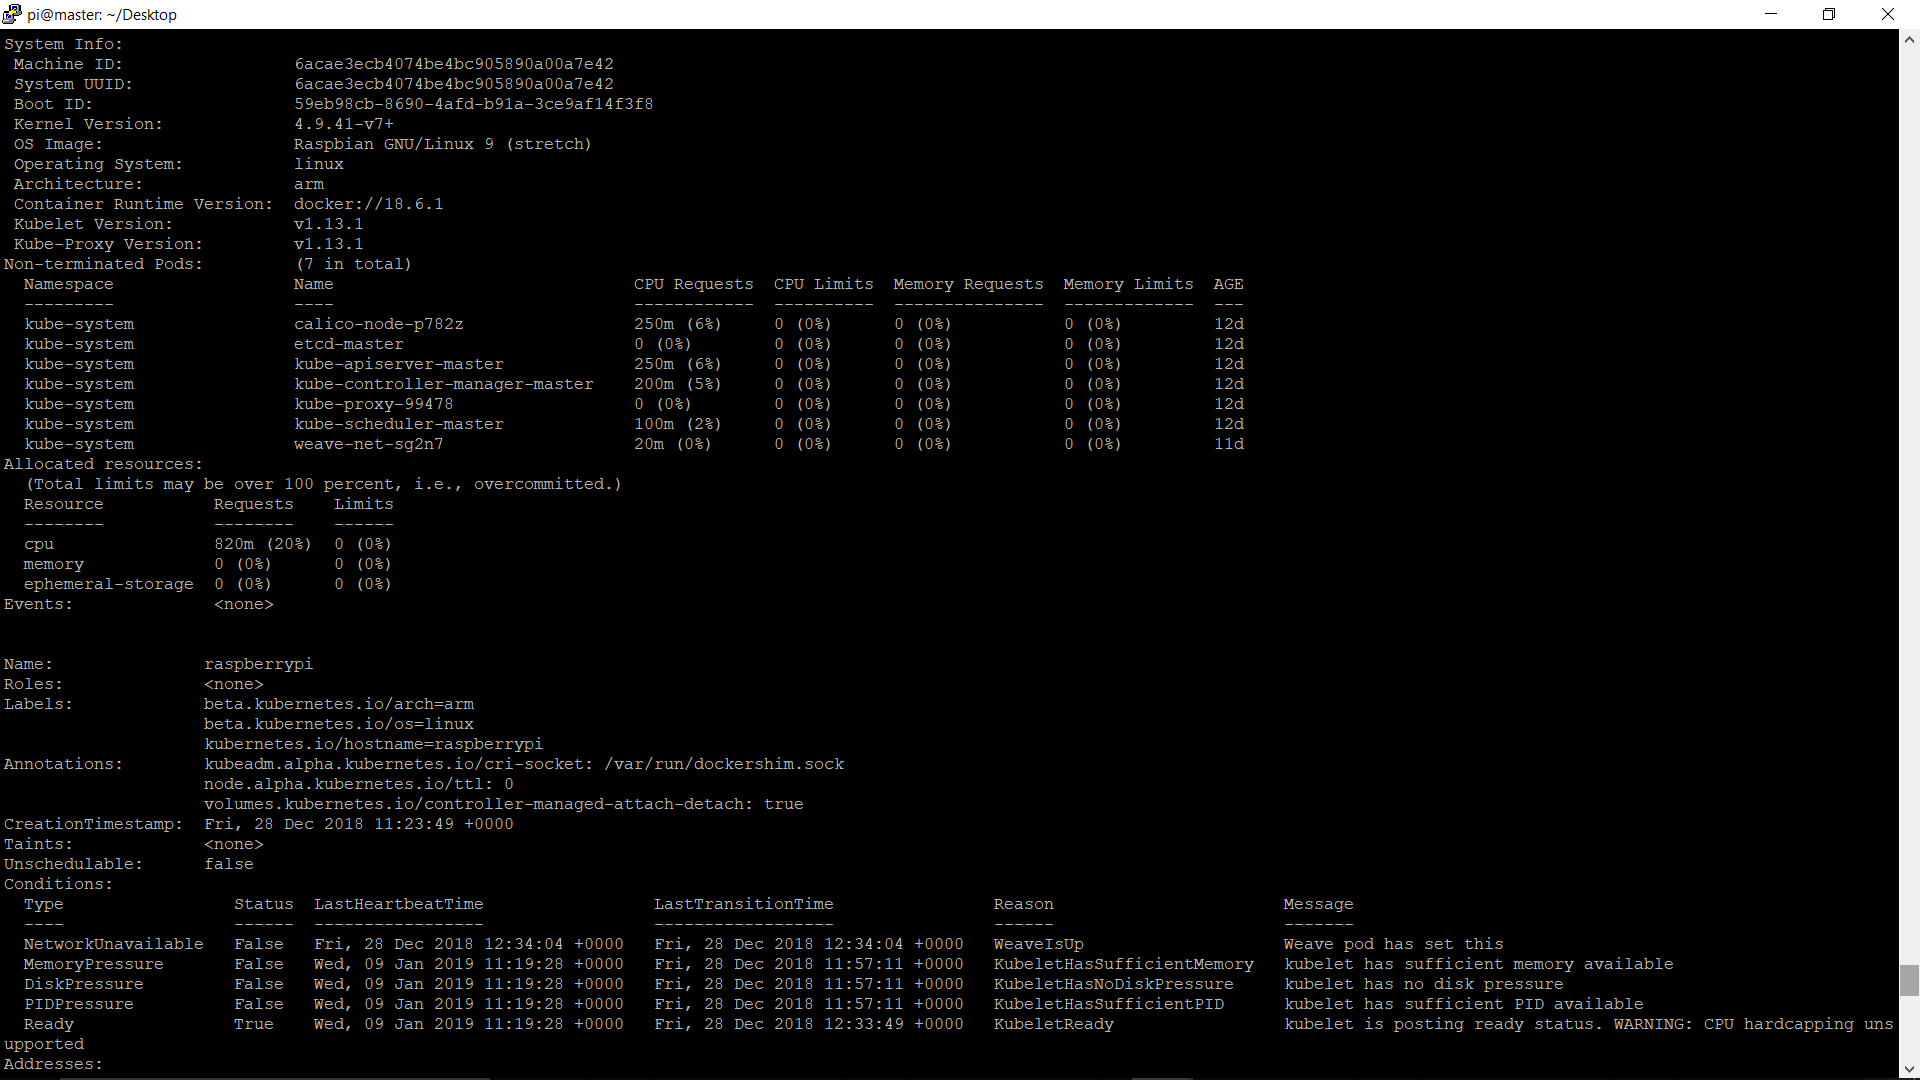 pi@master: ~/Desktop
System Info:
 Machine ID:                 6acae3ecb4074be4bc905890a00a7e42
 System UUID:                6acae3ecb4074be4bc905890a00a7e42
 Boot ID:                    59eb98cb-8690-4afd-b91a-3ce9af14f3f8
 Kernel Version:             4.9.41-v7+
 OS Image:                   Raspbian GNU/Linux 9 (stretch)
 Operating System:           linux
 Architecture:               arm
 Container Runtime Version:  docker://18.6.1
 Kubelet Version:            v1.13.1
 Kube-Proxy Version:         v1.13.1
Non-terminated Pods:         (7 in total)
  Namespace                  Name                              CPU Requests  CPU Limits  Memory Requests  Memory Limits  AGE
  ---------                  ----                              ------------  ----------  ---------------  -------------  ---
  kube-system                calico-node-p782z                 250m (6%)     0 (0%)      0 (0%)           0 (0%)         12d
  kube-system                etcd-master                       0 (0%)        0 (0%)      0 (0%)           0 (0%)         12d
  kube-system                kube-apiserver-master             250m (6%)     0 (0%)      0 (0%)           0 (0%)         12d
  kube-system                kube-controller-manager-master    200m (5%)     0 (0%)      0 (0%)           0 (0%)         12d
  kube-system                kube-proxy-99478                  0 (0%)        0 (0%)      0 (0%)           0 (0%)         12d
  kube-system                kube-scheduler-master             100m (2%)     0 (0%)      0 (0%)           0 (0%)         12d
  kube-system                weave-net-sg2n7                   20m (0%)      0 (0%)      0 (0%)           0 (0%)         11d
Allocated resources:
  (Total limits may be over 100 percent, i.e., overcommitted.)
  Resource           Requests    Limits
  --------           --------    ------
  cpu                820m (20%)  0 (0%)
  memory             0 (0%)      0 (0%)
  ephemeral-storage  0 (0%)      0 (0%)
Events:              <none>
Name:               raspberrypi
Roles:              <none>
Labels:             beta.kubernetes.io/arch=arm
                    beta.kubernetes.io/os=linux
                    kubernetes.io/hostname=raspberrypi
Annotations:        kubeadm.alpha.kubernetes.io/cri-socket: /var/run/dockershim.sock
                    node.alpha.kubernetes.io/ttl: 0
                    volumes.kubernetes.io/controller-managed-attach-detach: true
CreationTimestamp:  Fri, 28 Dec 2018 11:23:49 +0000
Taints:             <none>
Unschedulable:      false
Conditions:
  Type                 Status  LastHeartbeatTime                 LastTransitionTime                Reason                       Message
  ----                 ------  -----------------                 ------------------                ------                       -------
  NetworkUnavailable   False   Fri, 28 Dec 2018 12:34:04 +0000   Fri, 28 Dec 2018 12:34:04 +0000   WeaveIsUp                    Weave pod has set this
  MemoryPressure       False   Wed, 09 Jan 2019 11:19:28 +0000   Fri, 28 Dec 2018 11:57:11 +0000   KubeletHasSufficientMemory   kubelet has sufficient memory available
  DiskPressure         False   Wed, 09 Jan 2019 11:19:28 +0000   Fri, 28 Dec 2018 11:57:11 +0000   KubeletHasNoDiskPressure     kubelet has no disk pressure
  PIDPressure          False   Wed, 09 Jan 2019 11:19:28 +0000   Fri, 28 Dec 2018 11:57:11 +0000   KubeletHasSufficientPID      kubelet has sufficient PID available
  Ready                True    Wed, 09 Jan 2019 11:19:28 +0000   Fri, 28 Dec 2018 12:33:49 +0000   KubeletReady                 kubelet is posting ready status. WARNING: CPU hardcapping uns
upported
Addresses: